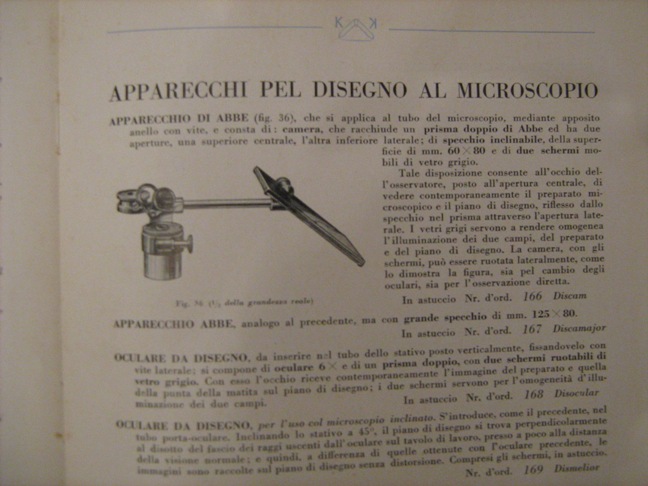 K K
APPARECCHI PEL DISEGNO AL MICROSCOPIO
APPARECCHIO DI ABBE (fig. 36), che si applica al tubo del microscopio, mediante apposito
anello con vite, e consta di: camera, che racchiude un prisma doppio di Abbe ed ha due
aperture, una superiore centrale, l'altra inferiore laterale; di specchio inclinabile, della super-
ficie di mm. 60×80 e di due schermi mo-
bili di vetro grigio.
Tale disposizione consente all'occhio del-
l'osservatore, posto all'apertura centrale, di
vedere contemporaneamente il preparato mi-
croscopico e il piano di disegno, riflesso dallo
specchio nel prisma attraverso l'apertura late-
rale. I vetri grigi servono a rendere omogenea
l'illuminazione dei due campi, del preparato
e del piano di disegno. La camera, con gli
schermi, può essere ruotata lateralmente, come
lo dimostra la figura, sia pel cambio degli
oculari, sia per l'osservazione diretta.
Fig. 36 (½ della grandezza reale)
In astuccio Nr. d'ord. 166 Discam
APPARECCHIO ABBE, analogo al precedente, ma con grande specchio di mm. 125×80.
In astuccio Nr. d'ord. 167 Discamajor
OCULARE DA DISEGNO, da inserire nel tubo dello stativo posto verticalmente, fissandovelo con
vite laterale; si compone di oculare 6× e di un prisma doppio, con due schermi ruotabili di
vetro grigio. Con esso l'occhio riceve contemporaneamente l'immagine del preparato e quella
della punta della matita sul piano di disegno; i due schermi servono per l'omogeneità d'illu-
minazione dei due campi.
In astuccio Nr. d'ord. 168 Disocular
OCULARE DA DISEGNO, per l'uso col microscopio inclinato. S'introduce, come il precedente, nel
tubo porta-oculare. Inclinando lo stativo a 45°, il piano di disegno si trova perpendicolarmente
al disotto del fascio dei raggi uscenti dall'oculare sul tavolo di lavoro, presso a poco alla distanza
della visione normale; e quindi, a differenza di quelle ottenute con l'oculare precedente, le
immagini sono raccolte sul piano di disegno senza distorsione. Compresi gli schermi, in astuccio.
Nr. d'ord. 169 Dismelior